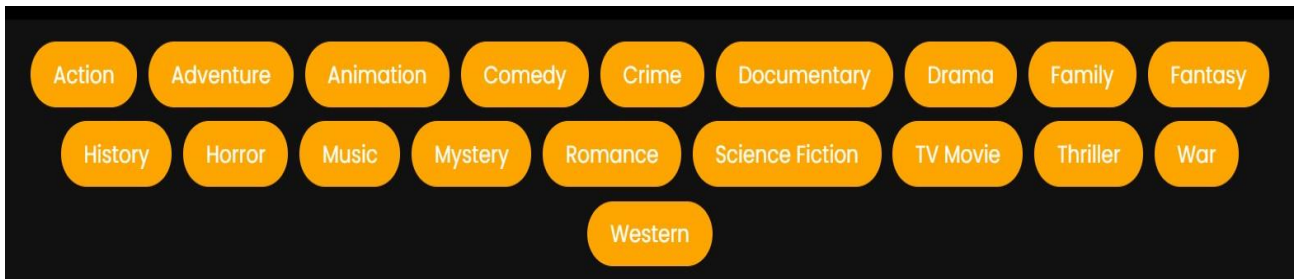 Action Adventure Animation Comedy Crime Documentary Drama Family Fantasy
History Horror Music Mystery Romance Science Fiction TV Movie Thriller War
Western